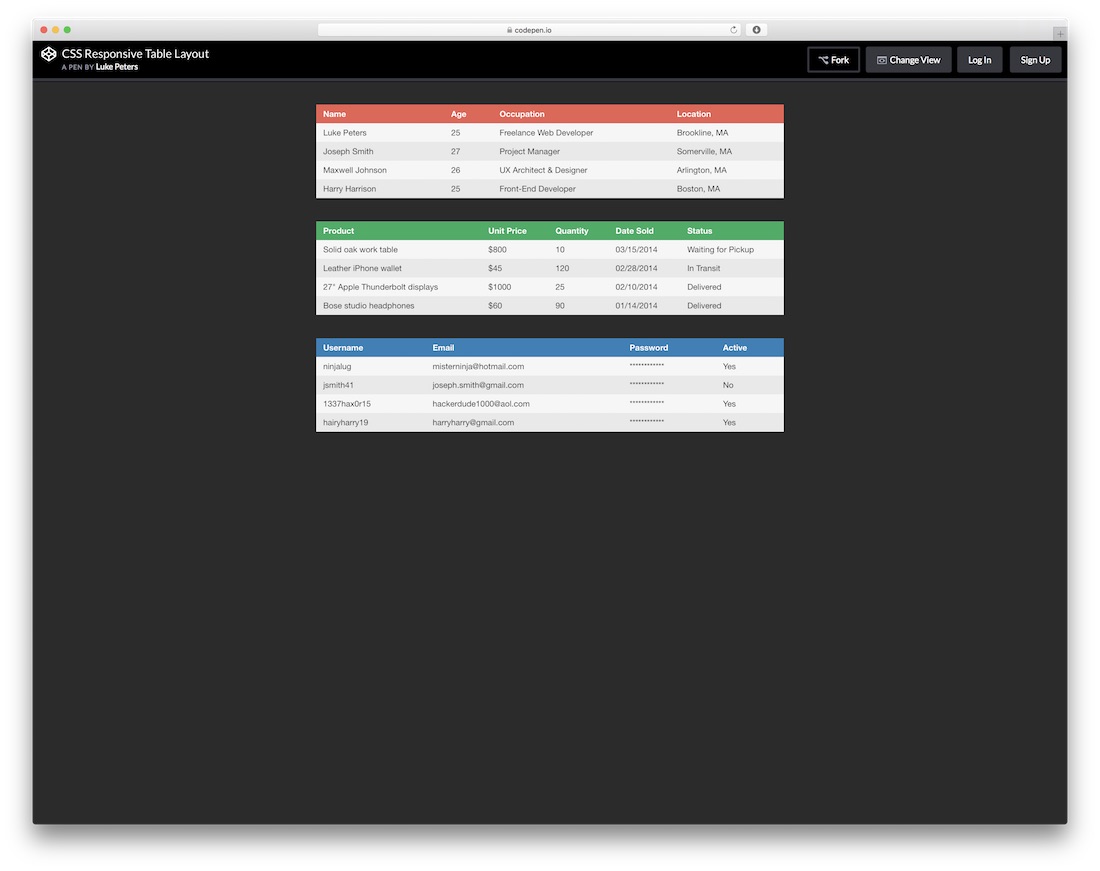 codepen.io
CSS Responsive Table Layout
A PEN BY Luke Peters
Fork Change View Log In Sign Up
Name Age Occupation Location
Luke Peters 25 Freelance Web Developer Brookline, MA
Joseph Smith 27 Project Manager Somerville, MA
Maxwell Johnson 26 UX Architect & Designer Arlington, MA
Harry Harrison 25 Front-End Developer Boston, MA
Product Unit Price Quantity Date Sold Status
Solid oak work table $800 10 03/15/2014 Waiting for Pickup
Leather iPhone wallet $45 120 02/28/2014 In Transit
27" Apple Thunderbolt displays $1000 25 02/10/2014 Delivered
Bose studio headphones $60 90 01/14/2014 Delivered
Username Email Password Active
ninjalug misterninja@hotmail.com ************ Yes
jsmith41 joseph.smith@gmail.com ************ No
1337hax0r15 hackerdude1000@aol.com ************ Yes
hairyharry19 harryharry@gmail.com ************ Yes